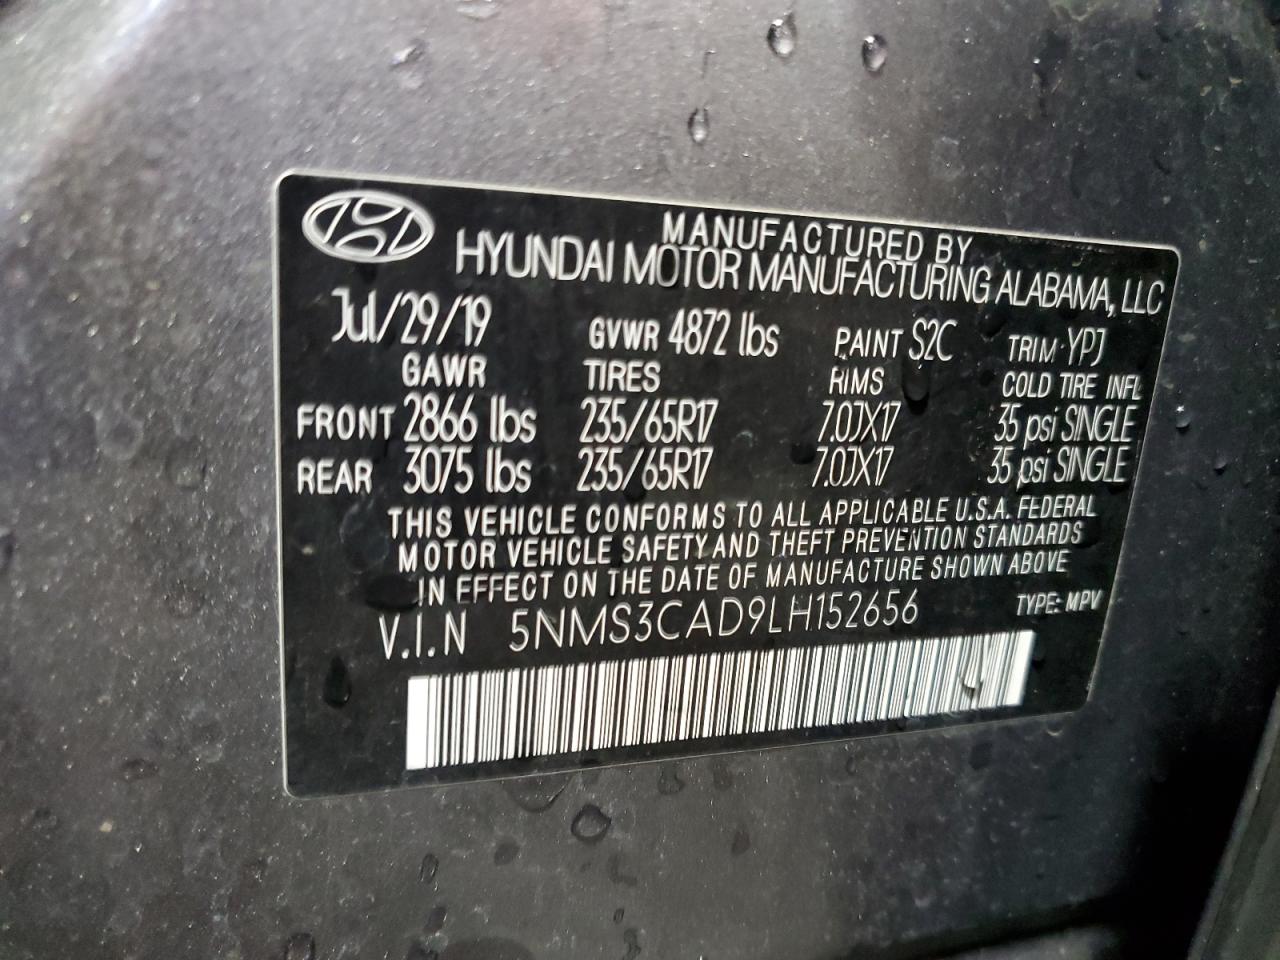 MANUFACTURED BY
HYUNDAI MOTOR MANUFACTURING ALABAMA, LLC
Jul/29/19 GVWR 4872 lbs PAINT S2C TRIM YPJ
GAWR TIRES RIMS COLD TIRE INFL
FRONT 2866 lbs 235/65R17 7.0JX17 35 psi SINGLE
REAR 3075 lbs 235/65R17 7.0JX17 35 psi SINGLE
THIS VEHICLE CONFORMS TO ALL APPLICABLE U.S.A. FEDERAL
MOTOR VEHICLE SAFETY AND THEFT PREVENTION STANDARDS
IN EFFECT ON THE DATE OF MANUFACTURE SHOWN ABOVE
V.I.N 5NMS3CAD9LH152656 TYPE: MPV